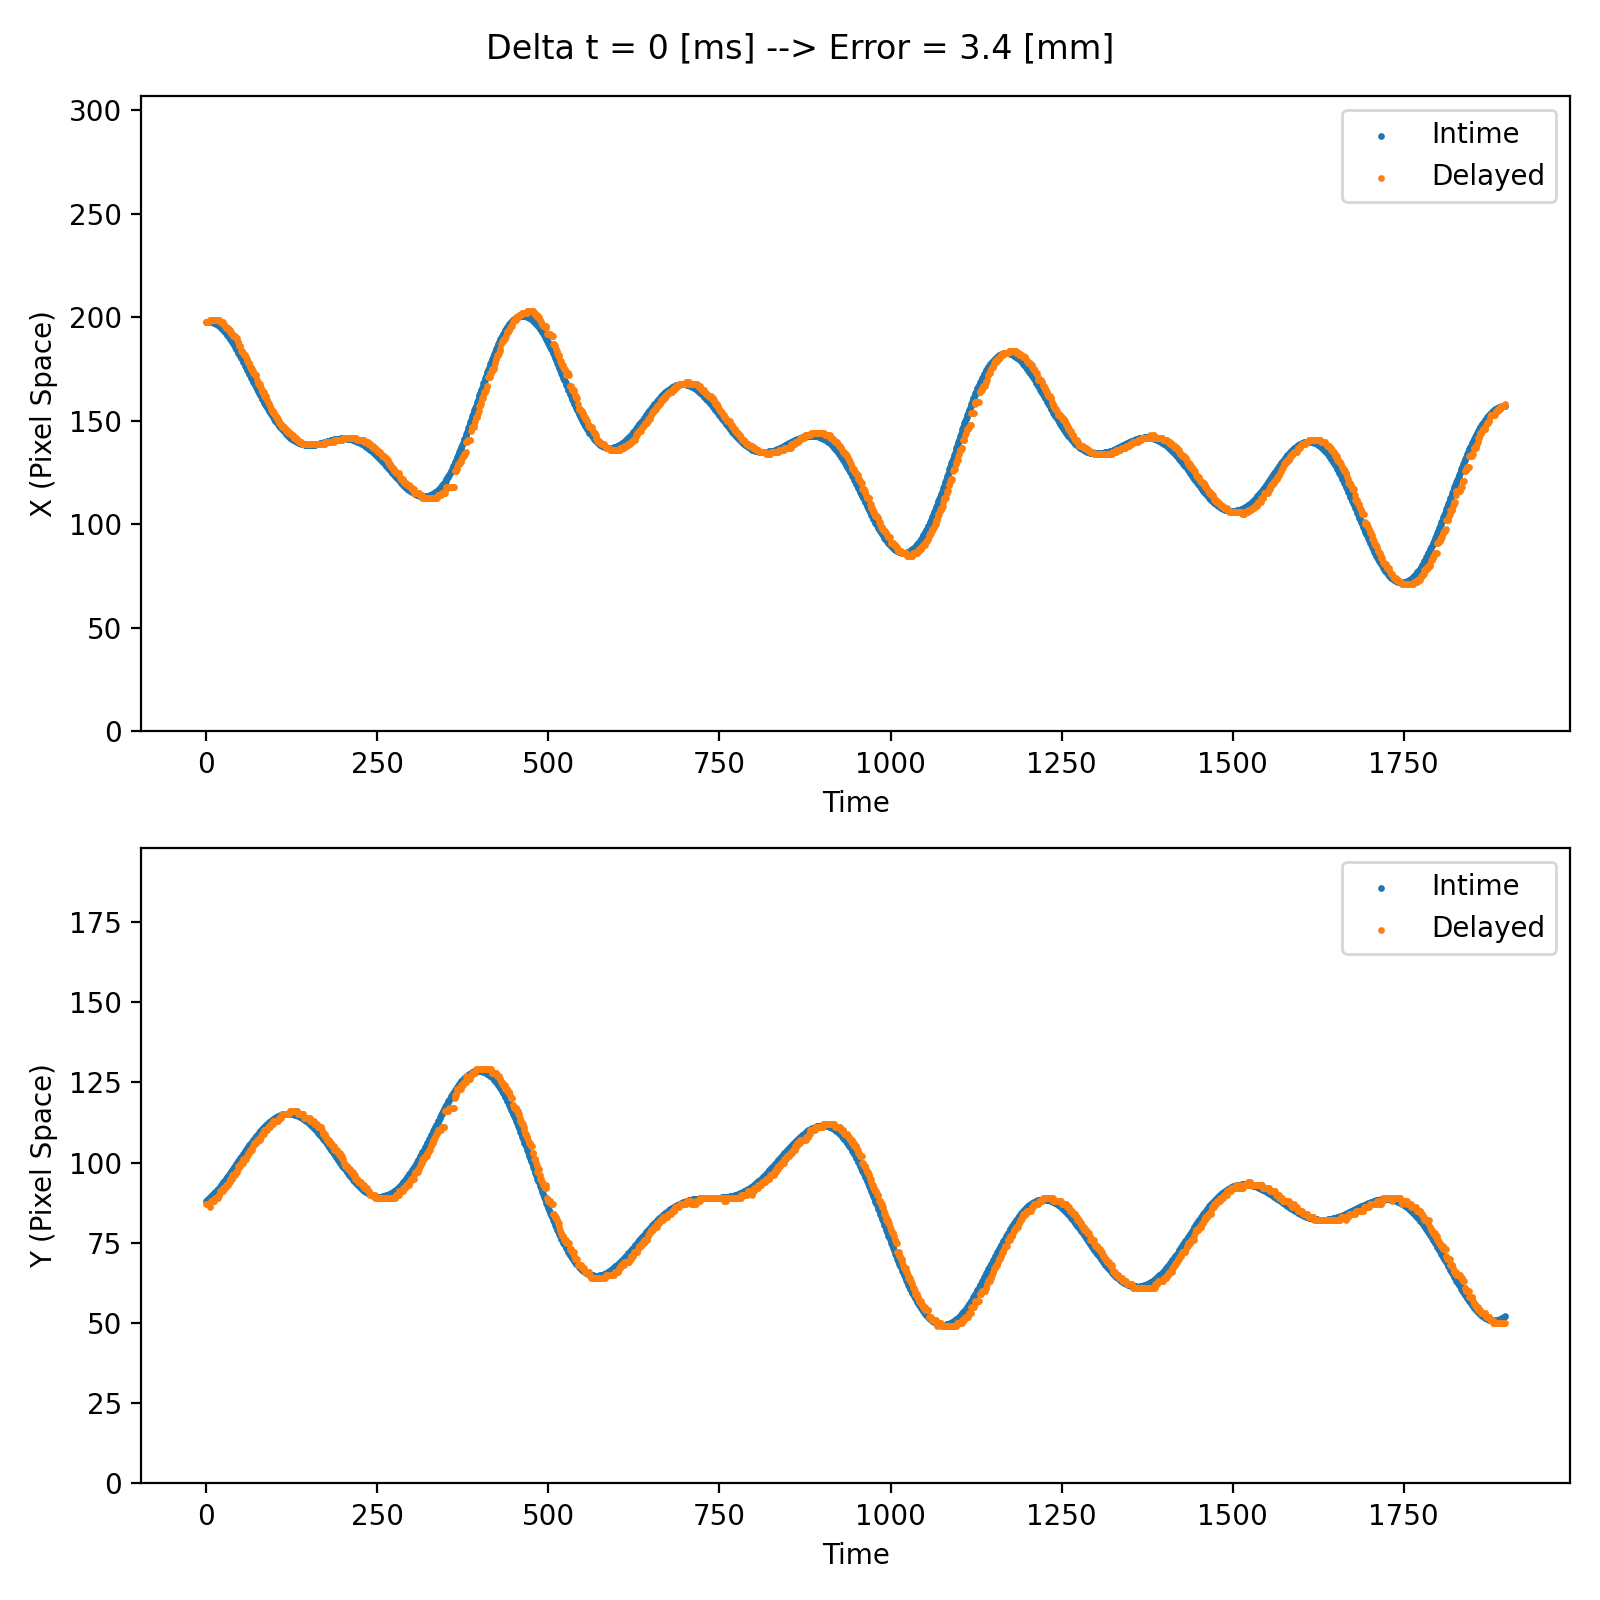 Delta t = 0 [ms] --> Error = 3.4 [mm]
300
250
200
150
100
50
0
X (Pixel Space)
Intime
Delayed
0 250 500 750 1000 1250 1500 1750
Time
175
150
125
100
75
50
25
0
Y (Pixel Space)
Intime
Delayed
0 250 500 750 1000 1250 1500 1750
Time